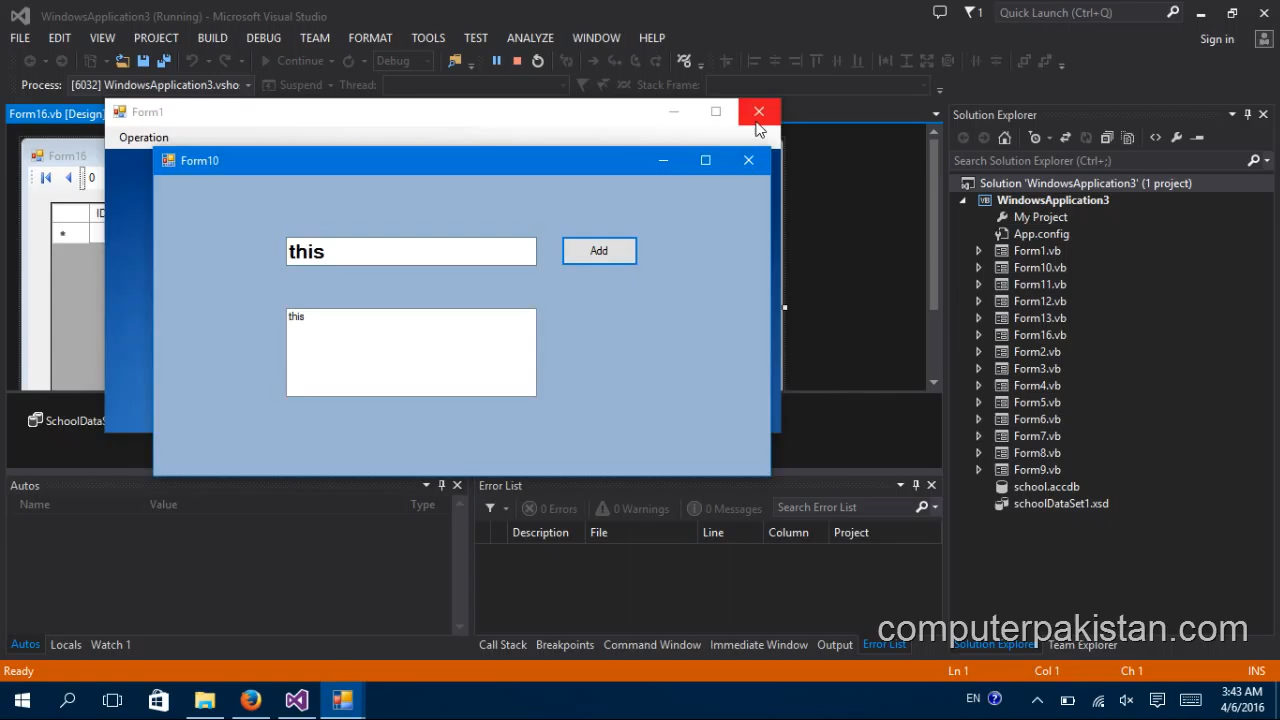 WindowsApplication3 (Running) - Microsoft Visual Studio
1
Quick Launch (Ctrl+Q)
FILE EDIT VIEW PROJECT BUILD DEBUG TEAM FORMAT TOOLS TEST ANALYZE WINDOW HELP
Sign in
Continue
Debug
Process: [6032] WindowsApplication3.vsho
Suspend
Thread:
Stack Frame:
Form16.vb [Design]
Form1
Operation
Form16
0
ID
*
Form10
this
Add
this
SchoolDataS
Solution Explorer
Search Solution Explorer (Ctrl+;)
Solution 'WindowsApplication3' (1 project)
WindowsApplication3
My Project
App.config
Form1.vb
Form10.vb
Form11.vb
Form12.vb
Form13.vb
Form16.vb
Form2.vb
Form3.vb
Form4.vb
Form5.vb
Form6.vb
Form7.vb
Form8.vb
Form9.vb
school.accdb
schoolDataSet1.xsd
Autos
Name Value Type
Error List
0 Errors 0 Warnings 0 Messages Search Error List
Description File Line Column Project
computerpakistan.com
Autos Locals Watch 1
Call Stack Breakpoints Command Window Immediate Window Output Error List
Solution Explorer Team Explorer
Ready
Ln 1 Col 1 Ch 1 INS
EN
3:43 AM
4/6/2016